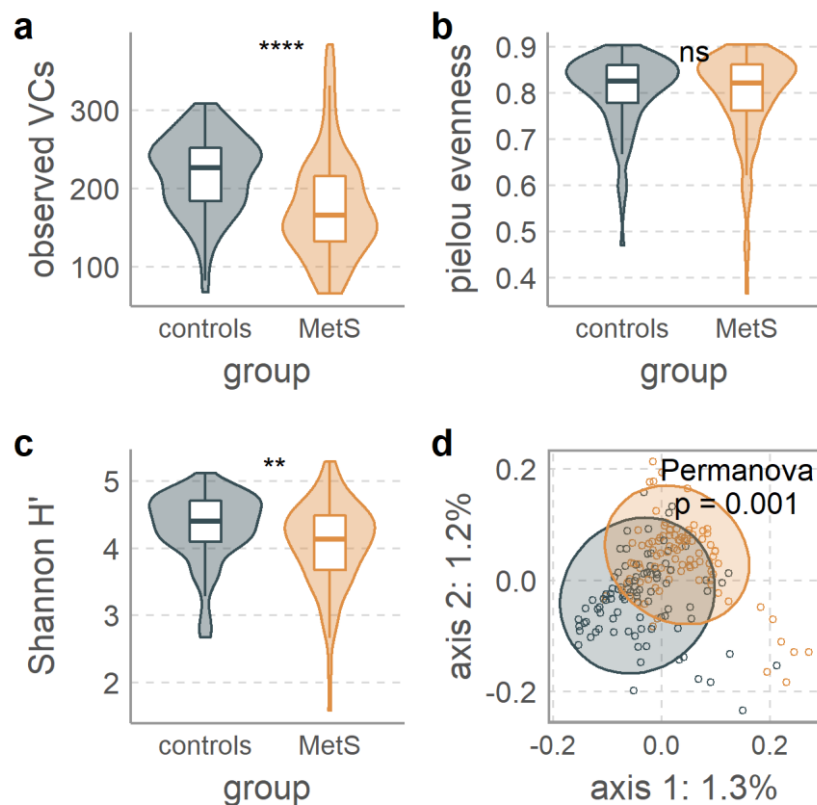 a
observed VCs
300
200
100
****
controls
MetS
group
b
pielou evenness
0.9
0.8
0.7
0.6
0.5
0.4
ns
controls
MetS
group
c
Shannon H'
5
4
3
2
**
controls
MetS
group
d
axis 2: 1.2%
0.2
0.0
-0.2
Permanova
p = 0.001
-0.2
0.0
0.2
axis 1: 1.3%